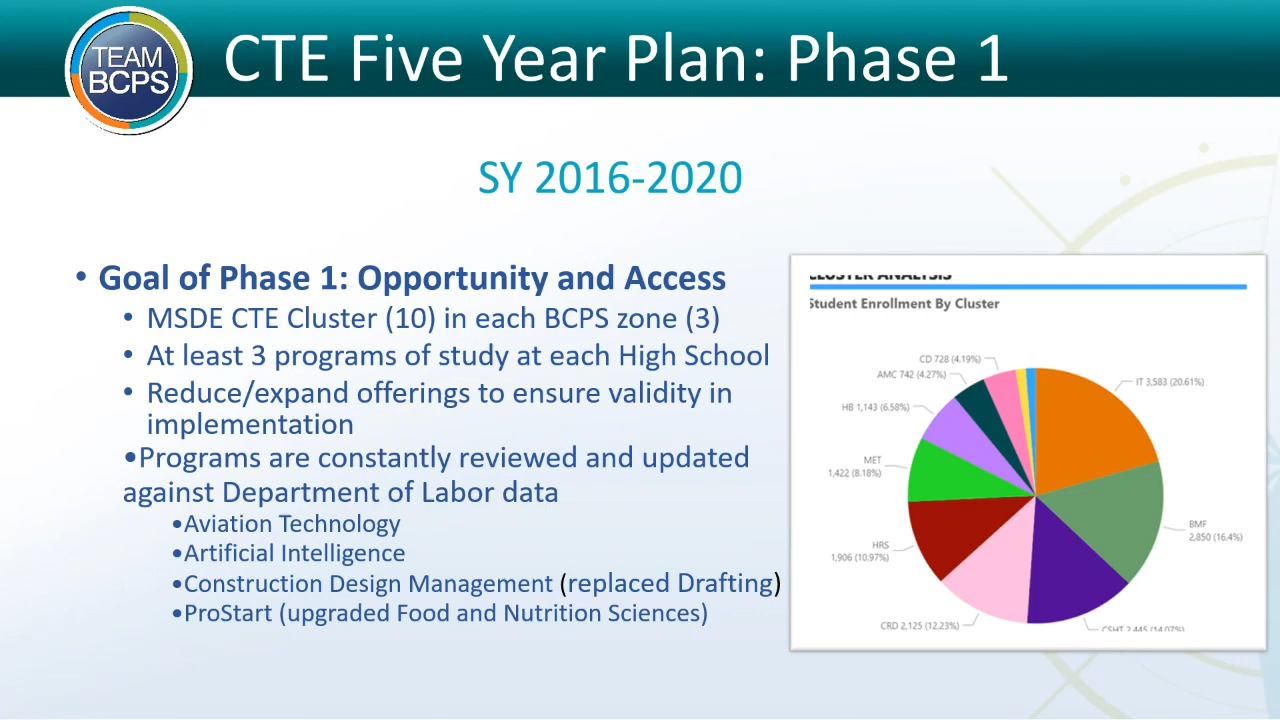 TEAM
BCPS
CTE Five Year Plan: Phase 1
SY 2016-2020
• Goal of Phase 1: Opportunity and Access
• MSDE CTE Cluster (10) in each BCPS zone (3)
• At least 3 programs of study at each High School
• Reduce/expand offerings to ensure validity in
implementation
•Programs are constantly reviewed and updated
against Department of Labor data
•Aviation Technology
•Artificial Intelligence
•Construction Design Management (replaced Drafting)
•ProStart (upgraded Food and Nutrition Sciences)
CLUSTER ANALYSIS
Student Enrollment By Cluster
CD 728 (4.19%)
AMC 742 (4.27%)
IT 3,583 (20.61%)
HB 1,143 (6.58%)
MET
1,422 (8.18%)
BMF
2,850 (16.4%)
HRS
1,906 (10.97%)
CRD 2,125 (12.23%)
CSHT 2,445 (14.07%)